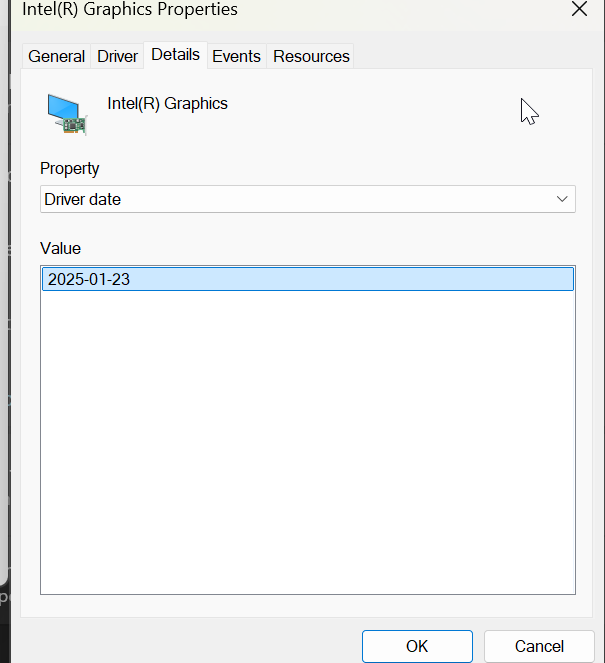 Intel(R) Graphics Properties
General Driver Details Events Resources
Intel(R) Graphics
Property
Driver date
Value
2025-01-23
OK Cancel